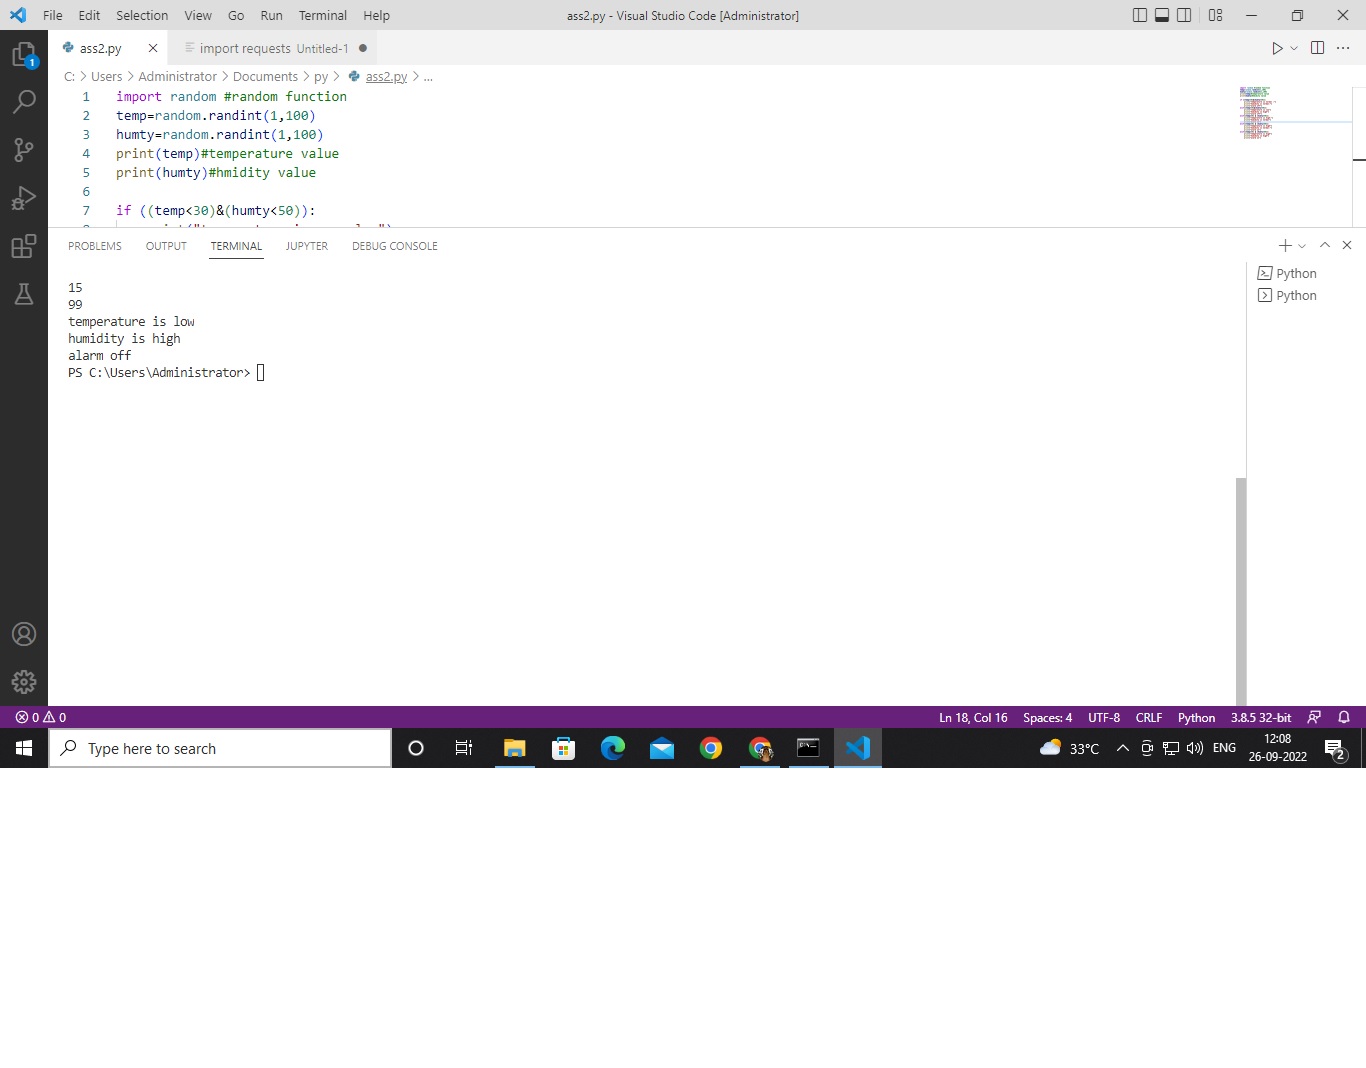 File Edit Selection View Go Run Terminal Help ass2.py - Visual Studio Code [Administrator]
ass2.py import requests Untitled-1
C: > Users > Administrator > Documents > py > ass2.py > ...
1 import random #random function
2 temp=random.randint(1,100)
3 humty=random.randint(1,100)
4 print(temp)#temperature value
5 print(humty)#hmidity value
6
7 if ((temp<30)&(humty<50)):
PROBLEMS OUTPUT TERMINAL JUPYTER DEBUG CONSOLE
15
99
temperature is low
humidity is high
alarm off
PS C:\Users\Administrator>
Python
Python
1
0 0 Ln 18, Col 16 Spaces: 4 UTF-8 CRLF Python 3.8.5 32-bit
Type here to search 33°C ENG 12:08
26-09-2022 2